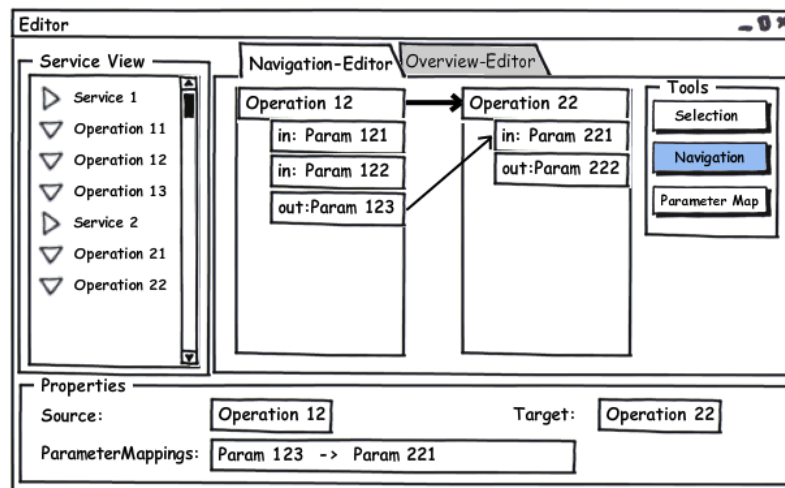 Editor
Service View
Service 1
Operation 11
Operation 12
Operation 13
Service 2
Operation 21
Operation 22
Navigation-Editor
Overview-Editor
Operation 12
in: Param 121
in: Param 122
out:Param 123
Operation 22
in: Param 221
out:Param 222
Tools
Selection
Navigation
Parameter Map
Properties
Source: Operation 12 Target: Operation 22
ParameterMappings: Param 123 -> Param 221